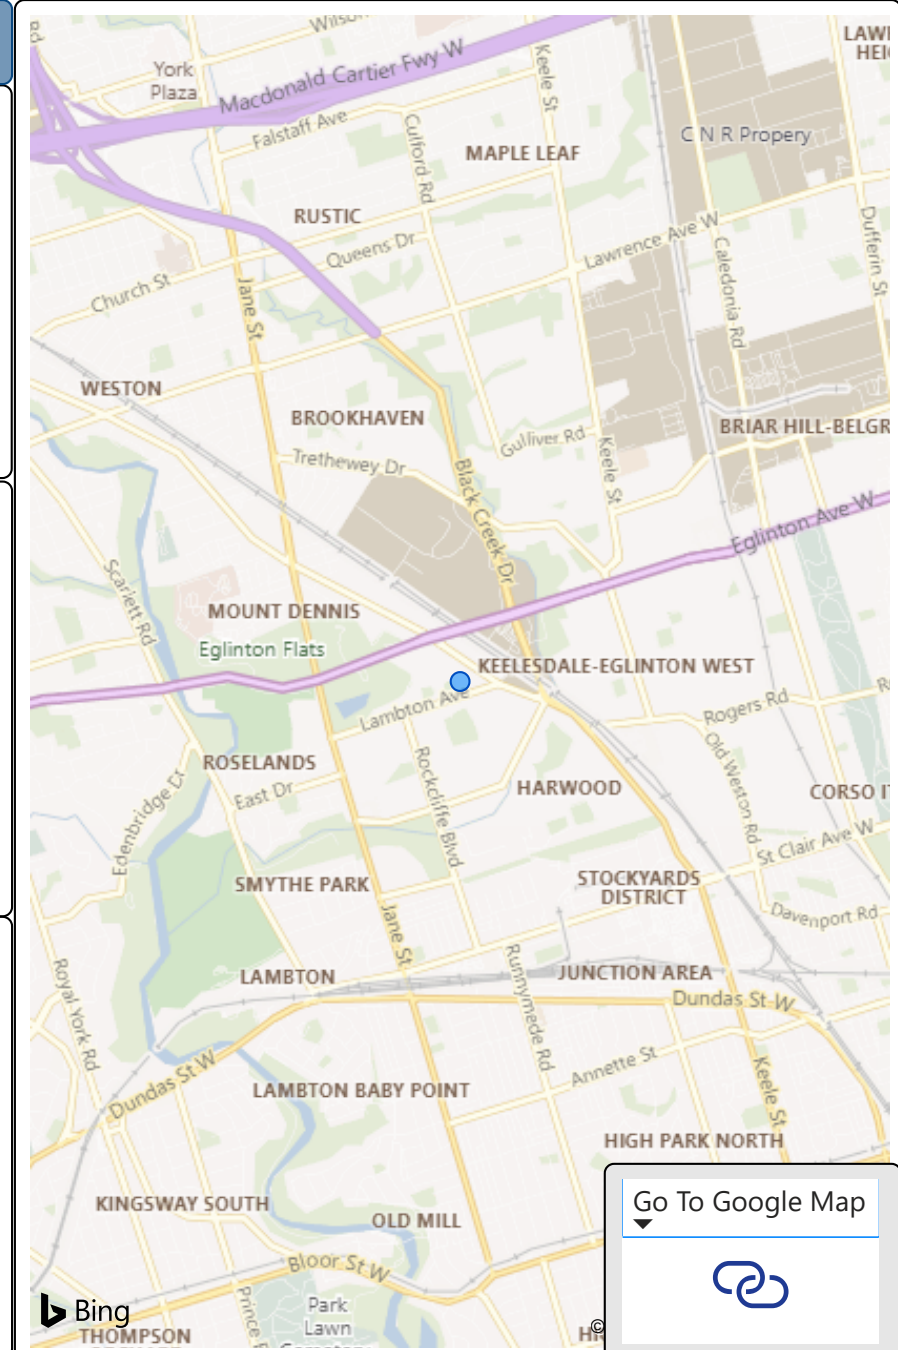 Wilson
LAWR
HEIG
Rd
York
Plaza
Macdonald Cartier Fwy W
Keele St
Falstaff Ave
Culford Rd
C N R Propery
MAPLE LEAF
RUSTIC
Queens Dr
Lawrence Ave W
Dufferin St
Church St
Jane St
Caledonia Rd
WESTON
BROOKHAVEN
BRIAR HILL-BELGR
Gulliver Rd
Keele St
Trethewey Dr
Black Creek Dr
Eglinton Ave W
Scarlett Rd
MOUNT DENNIS
Eglinton Flats
KEELESDALE-EGLINTON WEST
Lambton Ave
Rogers Rd
R
Old Weston Rd
ROSELANDS
Rockcliffe Blvd
East Dr
HARWOOD
CORSO IT
Edenbridge Dr
St Clair Ave W
SMYTHE PARK
STOCKYARDS
DISTRICT
Davenport Rd
Jane St
Royal York Rd
LAMBTON
Runnymede Rd
JUNCTION AREA
Dundas St W
Dundas St W
Annette St
Keele St
LAMBTON BABY POINT
HIGH PARK NORTH
KINGSWAY SOUTH
OLD MILL
Go To Google Map
Bloor St W
Bing
Prince
Park
Lawn
THOMPSON
©